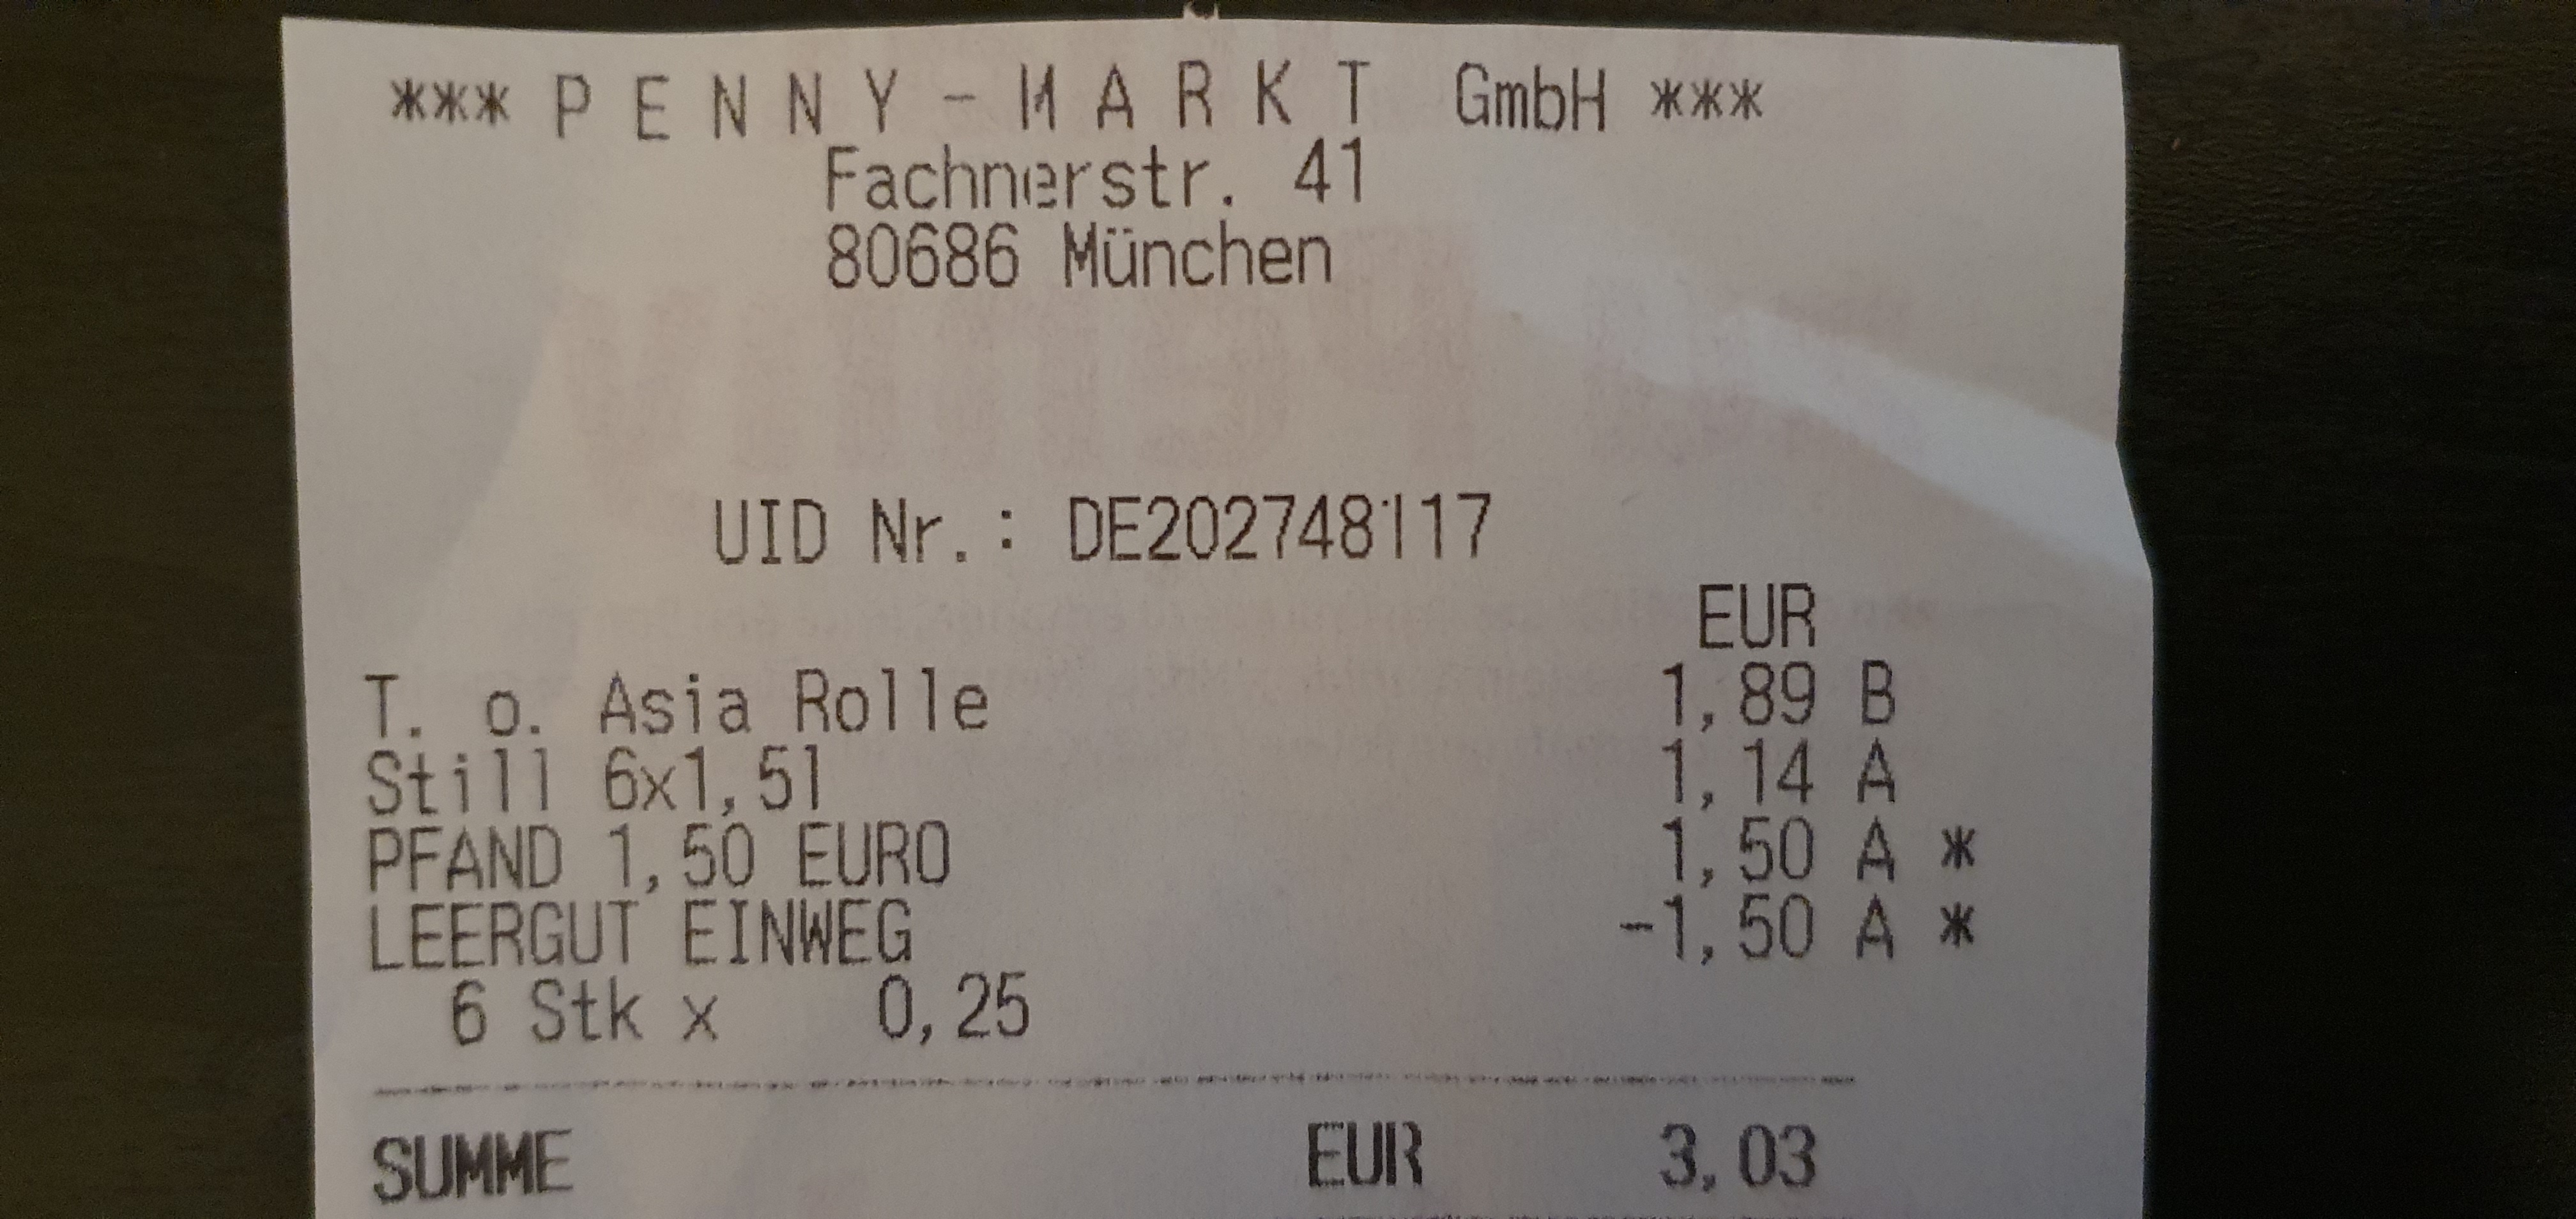 *** P E N N Y - M A R K T GmbH ***
Fachnerstr. 41
80686 München
UID Nr.: DE202748117
EUR
T. o. Asia Rolle 1,89 B
Still 6x1,5l 1,14 A
PFAND 1,50 EURO 1,50 A *
LEERGUT EINWEG -1,50 A *
6 Stk x 0,25
SUMME EUR 3,03